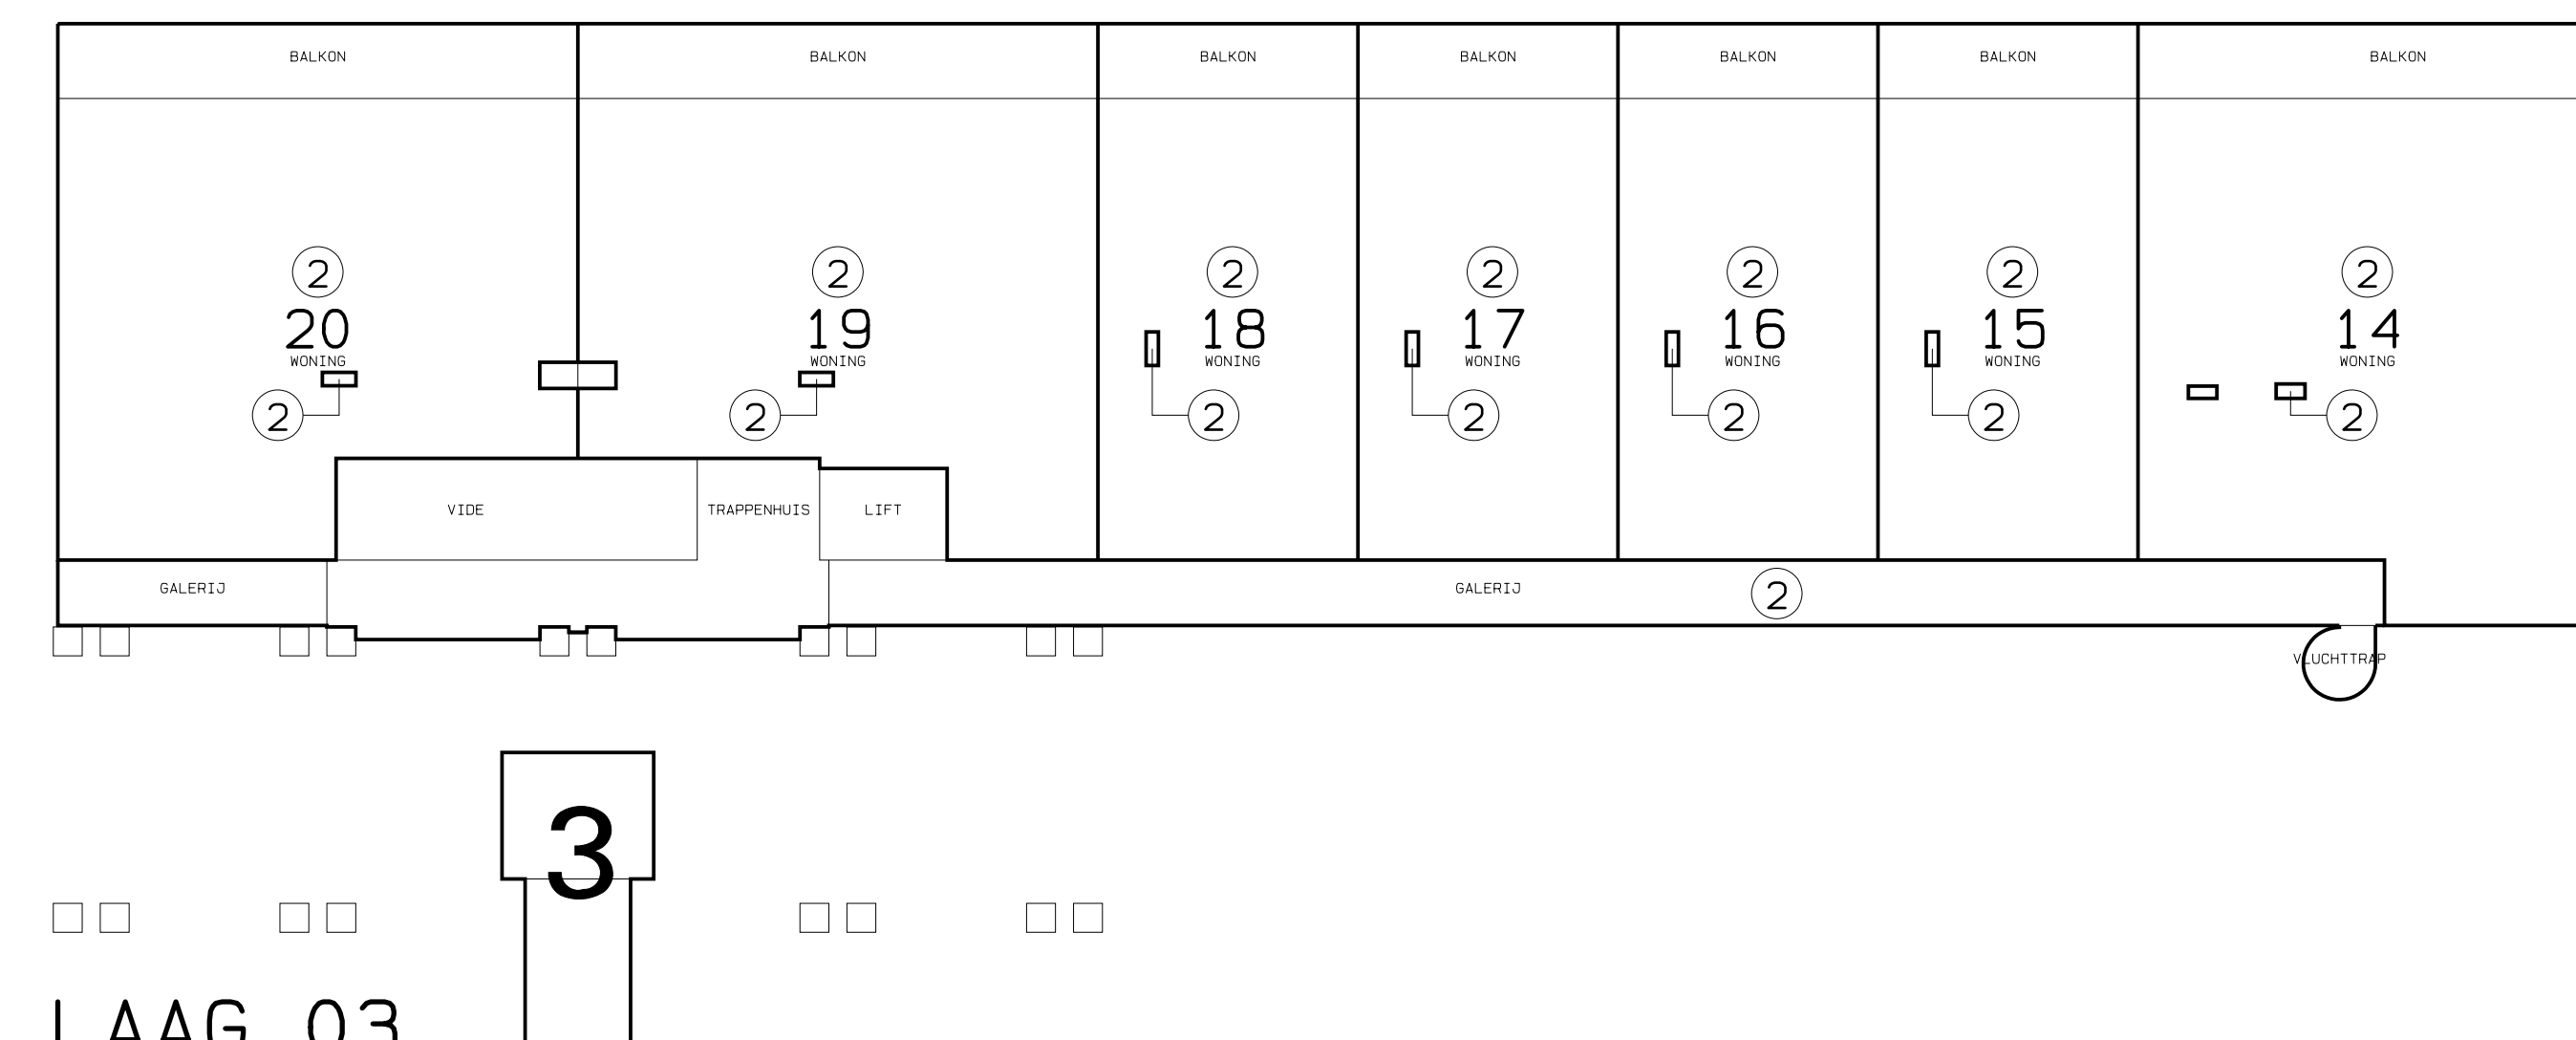 BALKON BALKON BALKON BALKON BALKON BALKON BALKON
2 2 2 2 2 2 2
20 19 18 17 16 15 14
WONING WONING WONING WONING WONING WONING WONING
2 2 2 2 2 2 2
VIDE TRAPPENHUIS LIFT
GALERIJ GALERIJ 2
VLUCHTTRAP
3
LAAG 03